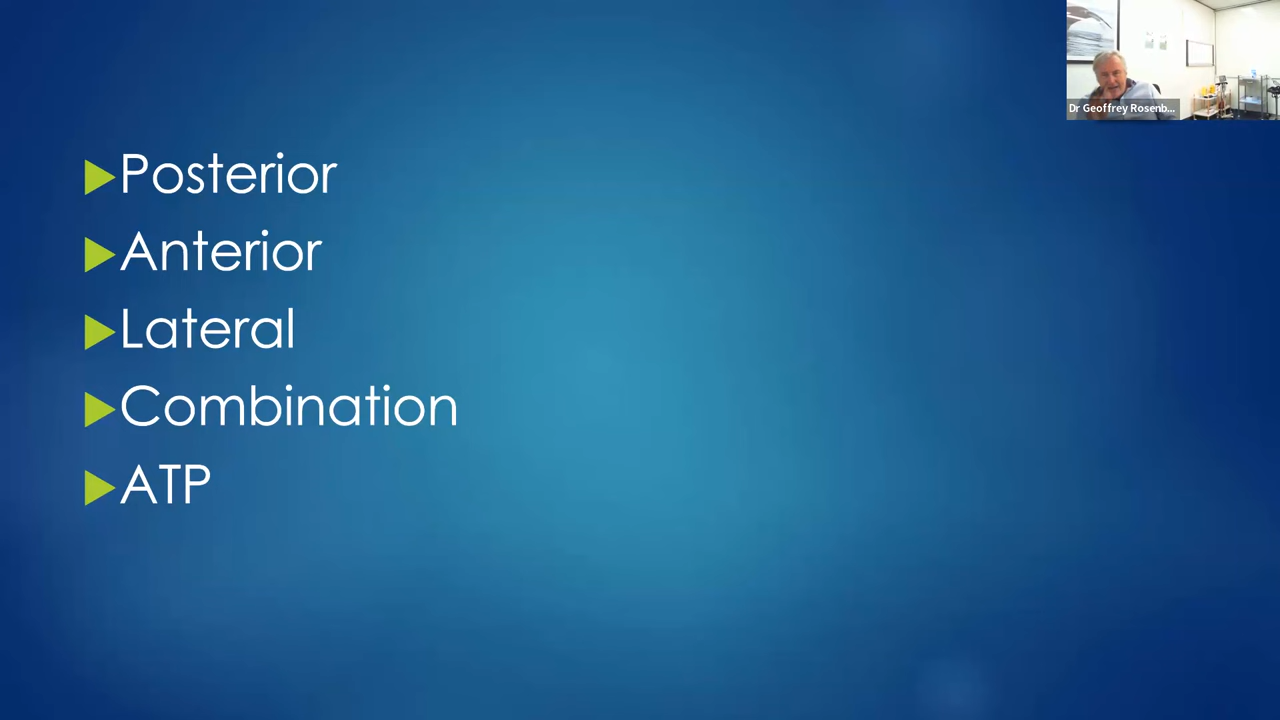 Dr Geoffrey Rosenb...
Posterior
Anterior
Lateral
Combination
ATP